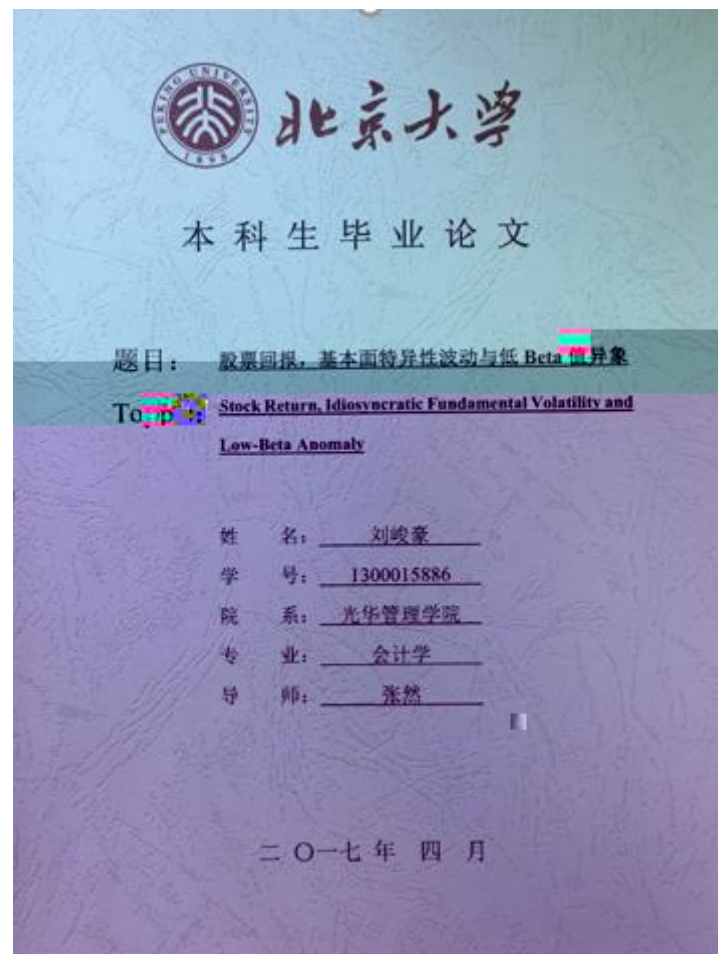 PEKING UNIVERSITY
1898
北京大学
本科生毕业论文
题目: 股票回报，基本面特异性波动与低 Beta 值异象
Stock Return, Idiosyncratic Fundamental Volatility and
Low-Beta Anomaly
姓 名: 刘峻豪
学 号: 1300015886
院 系: 光华管理学院
专 业: 会计学
导 师: 张然
二〇一七年 四 月